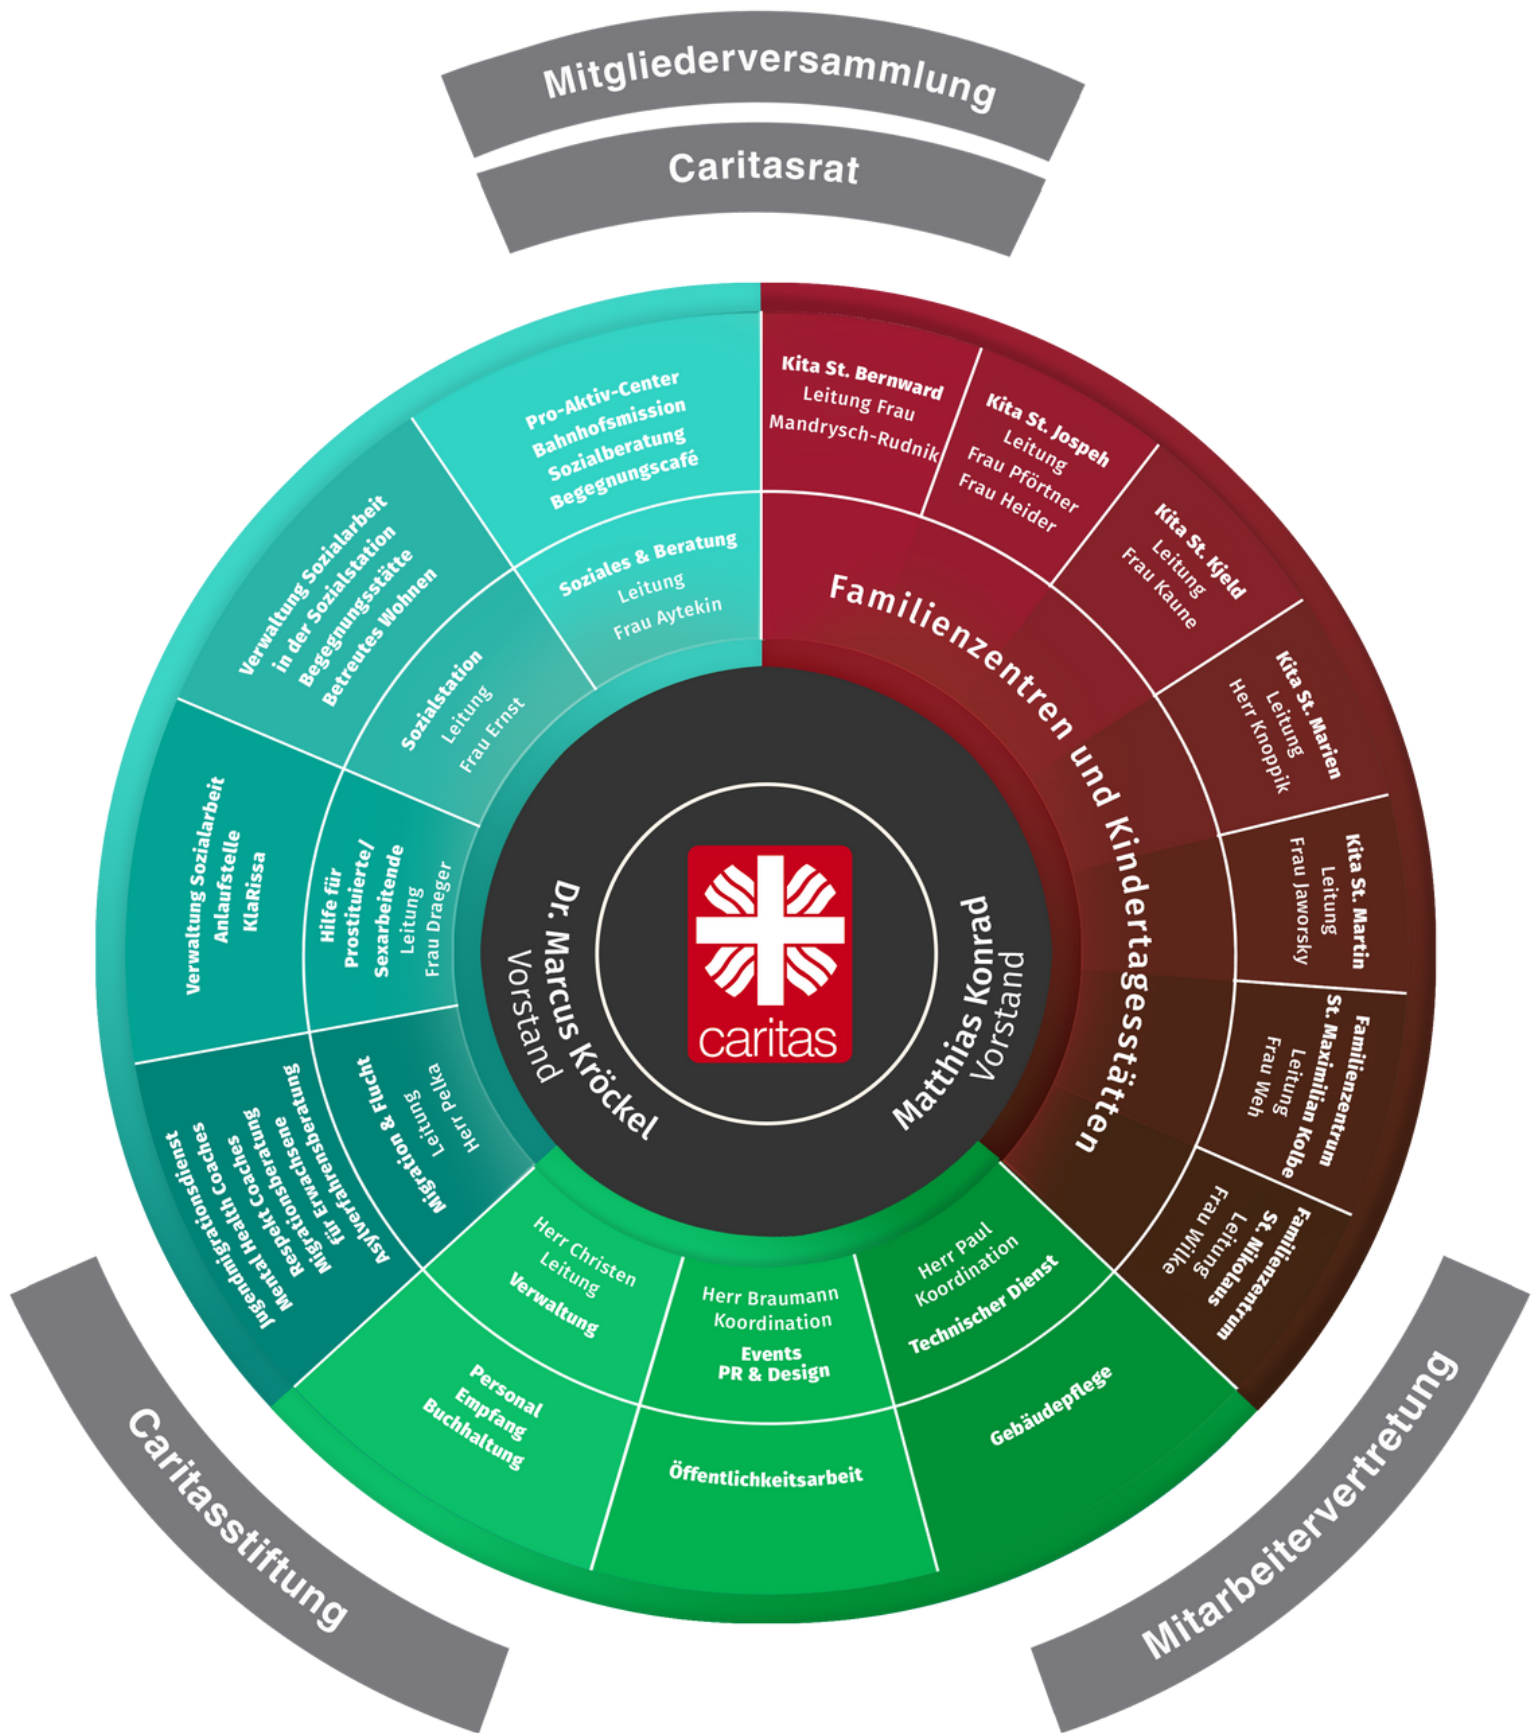 Mitgliederversammlung
Caritasrat
Pro-Aktiv-Center
Bahnhofsmission
Sozialberatung
Begegnungscafé
Soziales & Beratung
Leitung
Frau Aytekin
Verwaltung Sozialarbeit
in der Sozialstation
Begegnungsstätte
Betreutes Wohnen
Sozialstation
Leitung
Frau Ernst
Verwaltung Sozialarbeit
Anlaufstelle
KlaRissa
Hilfe für
Prostituierte/
Sexarbeitende
Leitung
Frau Draeger
Jugendmigrationsdienst
Mental Health Coaches
Respekt Coaches
Migrationsberatung
für Erwachsene
Asylverfahrensberatung
Migration & Flucht
Leitung
Herr Pelka
Kita St. Bernward
Leitung Frau
Mandrysch-Rudnik
Kita St. Jospeh
Leitung
Frau Pförtner
Frau Heider
Kita St. Kjeld
Leitung
Frau Kaune
Kita St. Marien
Leitung
Herr Knoppik
Kita St. Martin
Leitung
Frau Jaworsky
Familienzentrum
St. Maximilian Kolbe
Leitung
Frau Weh
Familienzentrum
St. Nikolaus
Leitung
Frau Wilke
Familienzentren und Kindertagesstätten
Dr. Marcus Kröckel
Vorstand
caritas
Matthias Konrad
Vorstand
Herr Christen
Leitung
Verwaltung
Personal
Empfang
Buchhaltung
Herr Braumann
Koordination
Events
PR & Design
Öffentlichkeitsarbeit
Herr Paul
Koordination
Technischer Dienst
Gebäudepflege
Caritasstiftung
Mitarbeitervertretung